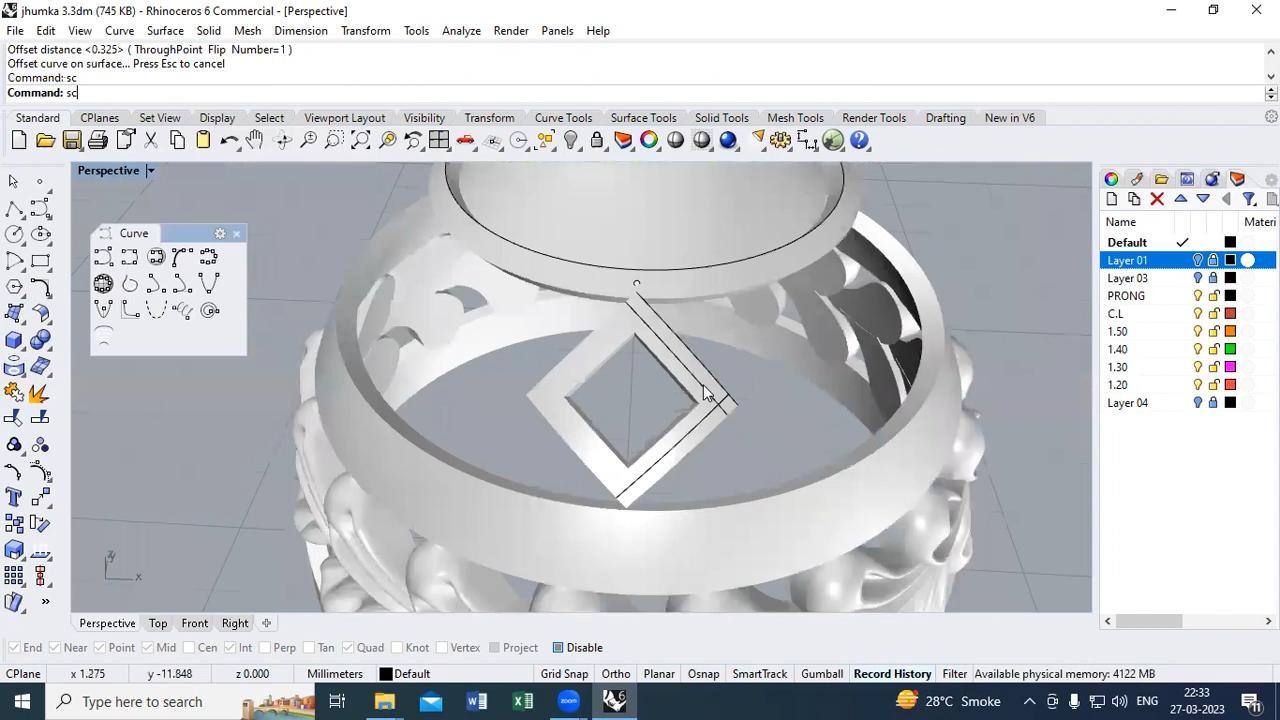 jhumka 3.3dm (745 KB) - Rhinoceros 6 Commercial - [Perspective]
File Edit View Curve Surface Solid Mesh Dimension Transform Tools Analyze Render Panels Help
Offset distance <0.325> ( ThroughPoint Flip Number=1 )
Offset curve on surface... Press Esc to cancel
Command: sc
Command: sc
Standard CPlanes Set View Display Select Viewport Layout Visibility Transform Curve Tools Surface Tools Solid Tools Mesh Tools Render Tools Drafting New in V6
Perspective
Curve
Name Materi
Default
Layer 01
Layer 03
PRONG
C.L
1.50
1.40
1.30
1.20
Layer 04
zy
x
Perspective Top Front Right
End Near Point Mid Cen Int Perp Tan Quad Knot Vertex Project Disable
CPlane x 1.275 y -11.848 z 0.000 Millimeters Default Grid Snap Ortho Planar Osnap SmartTrack Gumball Record History Filter Available physical memory: 4122 MB
Type here to search
zoom
28°C Smoke
ENG
22:33
27-03-2023
11